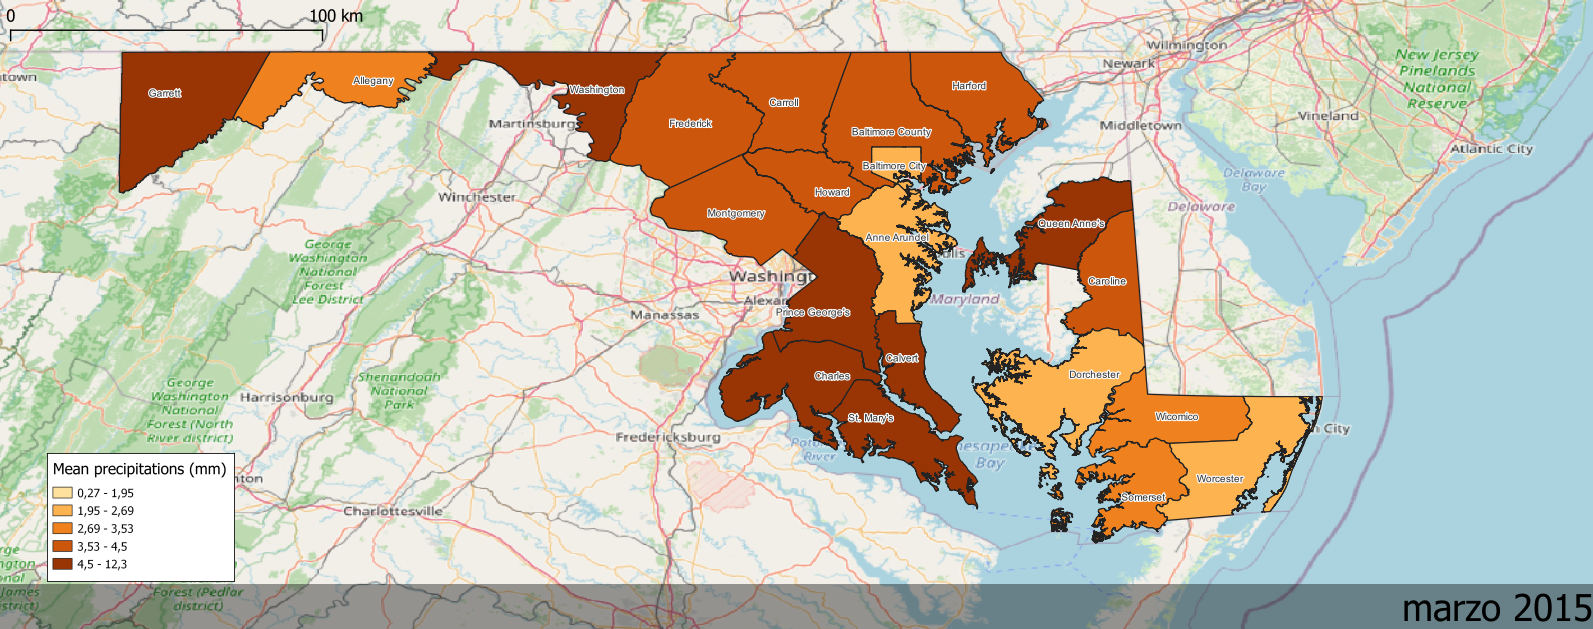 0
100 km
Wilmington
Newark
New Jersey
Pinelands
National
Reserve
town
Garrett
Allegany
Washington
Carroll
Harford
Frederick
Baltimore County
Martinsburg
Middletown
Vineland
Atlantic City
Baltimore City
Delaware
Bay
Winchester
Howard
Delaware
Montgomery
Queen Anne's
Anne Arundel
George
Washington
National
Forest
Lee District
olis
Washingt
Caroline
Maryland
Alexan
Prince George's
Manassas
Calvert
Charles
Dorchester
George
Washington
National
Forest (North
River district)
Shenandoah
National
Park
Harrisonburg
St. Mary's
Wicomico
n City
Fredericksburg
Poto
River
hesape
Bay
Mean precipitations (mm)
0,27 - 1,95
1,95 - 2,69
2,69 - 3,53
3,53 - 4,5
4,5 - 12,3
nton
Worcester
Somerset
Charlottesville
rge
ngton
nal
James
strict)
Forest (Pedlar
district)
marzo 2015